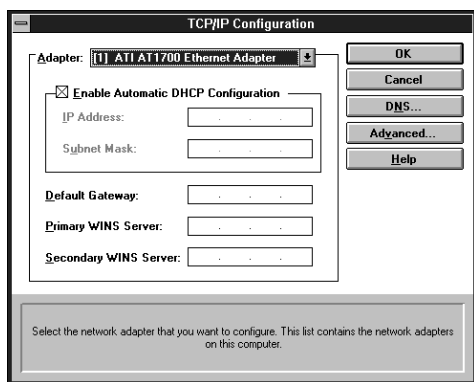 TCP/IP Configuration
Adapter: [1] ATI AT1700 Ethernet Adapter
Enable Automatic DHCP Configuration
IP Address:
Subnet Mask:
Default Gateway:
Primary WINS Server:
Secondary WINS Server:
OK
Cancel
DNS...
Advanced...
Help
Select the network adapter that you want to configure. This list contains the network adapters
on this computer.